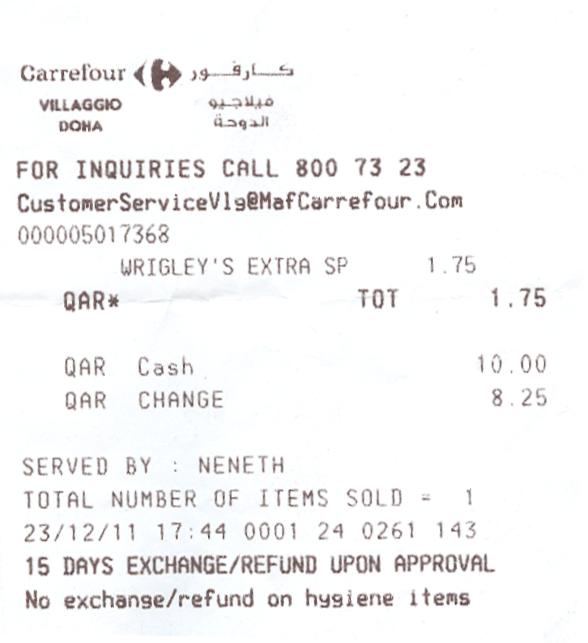 Carrefour كارفور
VILLAGGIO فيلاجيو
DOHA الدوحة
FOR INQUIRIES CALL 800 73 23
CustomerServiceVlg@MafCarrefour.Com
000005017368
WRIGLEY'S EXTRA SP 1.75
QAR* TOT 1.75
QAR Cash 10.00
QAR CHANGE 8.25
SERVED BY : NENETH
TOTAL NUMBER OF ITEMS SOLD = 1
23/12/11 17:44 0001 24 0261 143
15 DAYS EXCHANGE/REFUND UPON APPROVAL
No exchange/refund on hygiene items